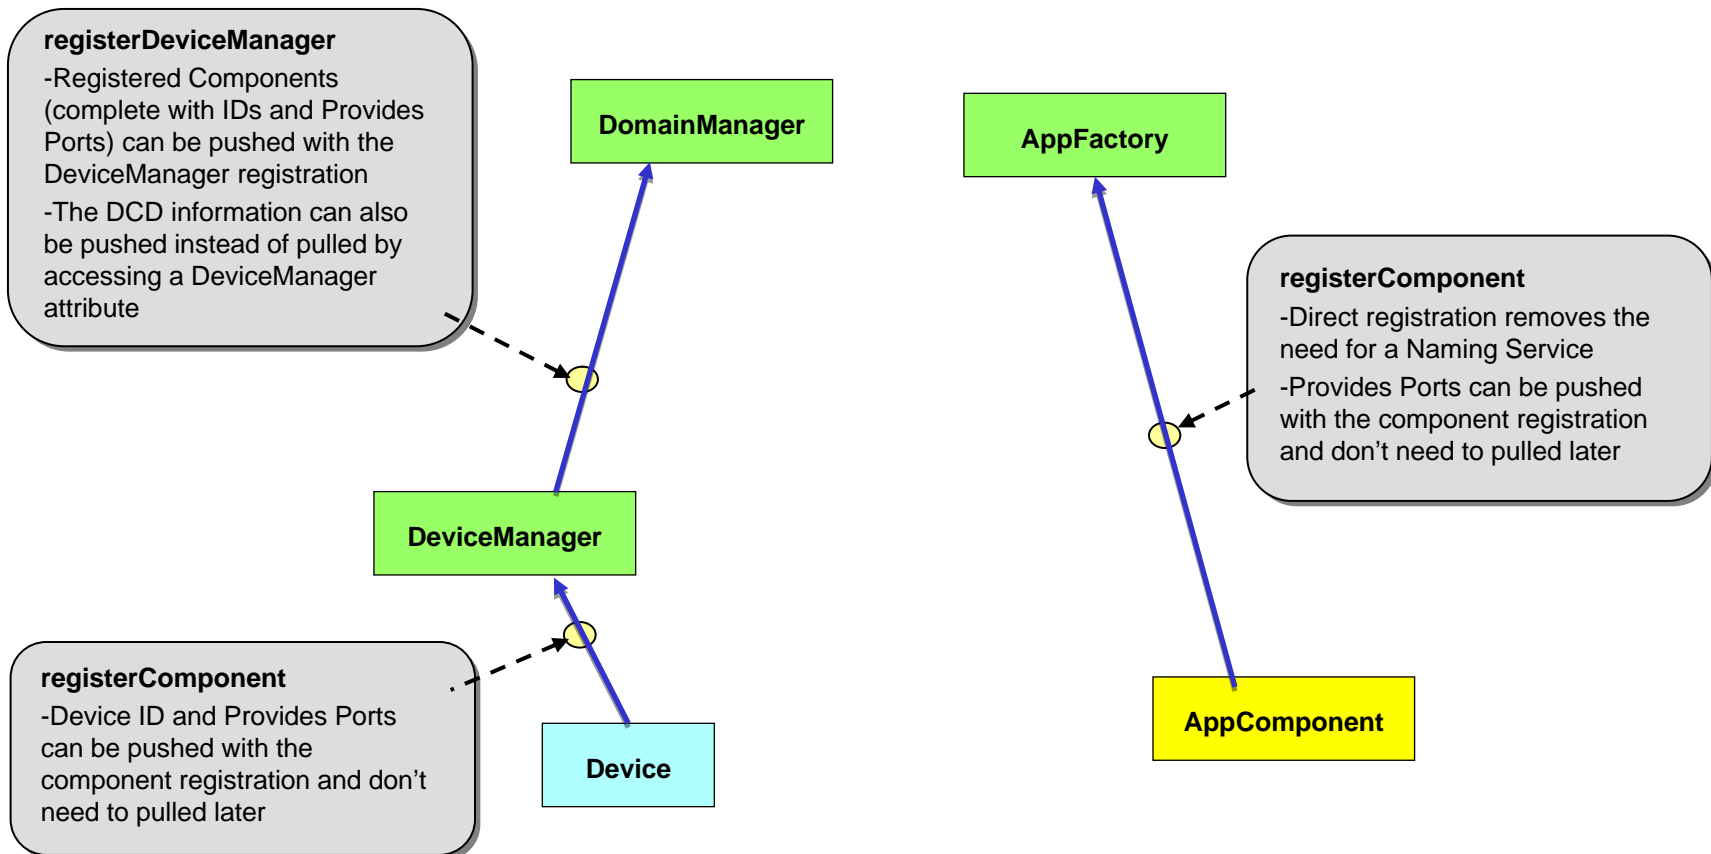 registerDeviceManager
-Registered Components
(complete with IDs and Provides
Ports) can be pushed with the
DeviceManager registration
-The DCD information can also
be pushed instead of pulled by
accessing a DeviceManager
attribute
DomainManager
AppFactory
registerComponent
-Direct registration removes the
need for a Naming Service
-Provides Ports can be pushed
with the component registration
and don’t need to pulled later
DeviceManager
registerComponent
-Device ID and Provides Ports
can be pushed with the
component registration and don’t
need to pulled later
Device
AppComponent